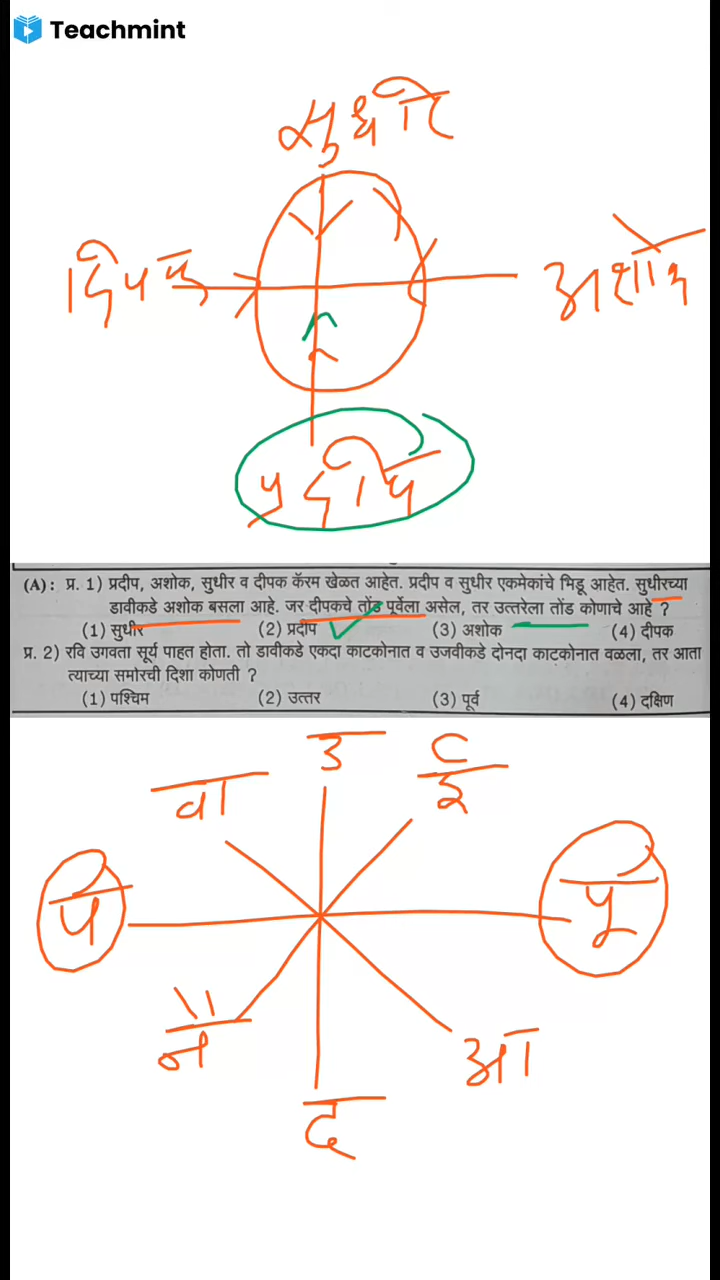 Teachmint
सुधीर
दिपक
अशोक
प्रदीप
(A): प्र. 1) प्रदीप, अशोक, सुधीर व दीपक कॅरम खेळत आहेत. प्रदीप व सुधीर एकमेकांचे भिडू आहेत. सुधीरच्या
डावीकडे अशोक बसला आहे. जर दीपकचे तोंड पूर्वेला असेल, तर उत्तरेला तोंड कोणाचे आहे ?
(1) सुधीर (2) प्रदीप (3) अशोक (4) दीपक
प्र. 2) रवि उगवता सूर्य पाहत होता. तो डावीकडे एकदा काटकोनात व उजवीकडे दोनदा काटकोनात वळला, तर आता
त्याच्या समोरची दिशा कोणती ?
(1) पश्चिम (2) उत्तर (3) पूर्व (4) दक्षिण
उ
वा
ई
प
पू
नै
आ
द